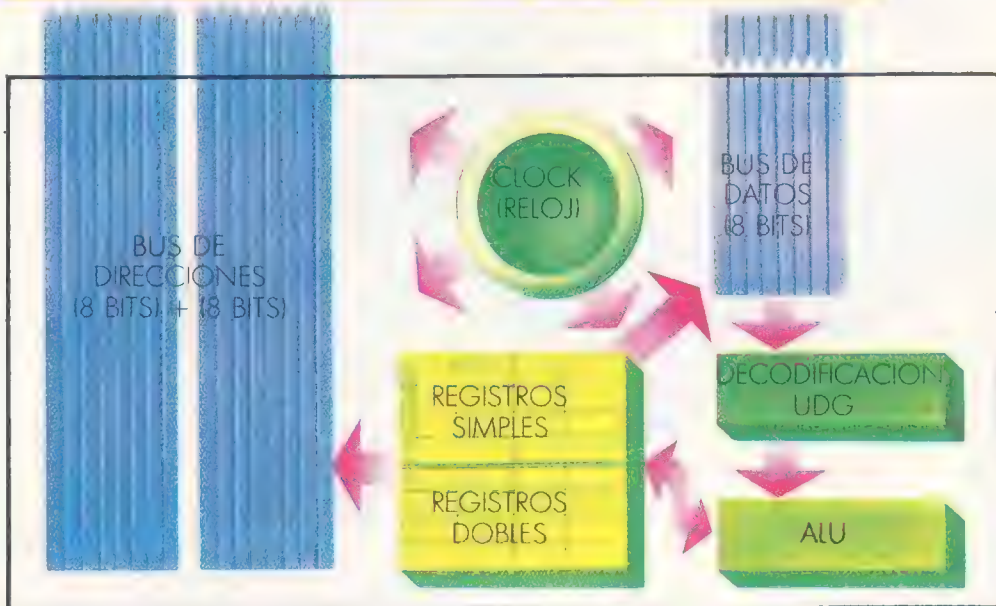 BUS DE
DIRECCIONES
(8 BITS) + (8 BITS)
CLOCK
(RELOJ)
BUS DE
DATOS
(8 BITS)
REGISTROS
SIMPLES
REGISTROS
DOBLES
DECODIFICACION
UDG
ALU